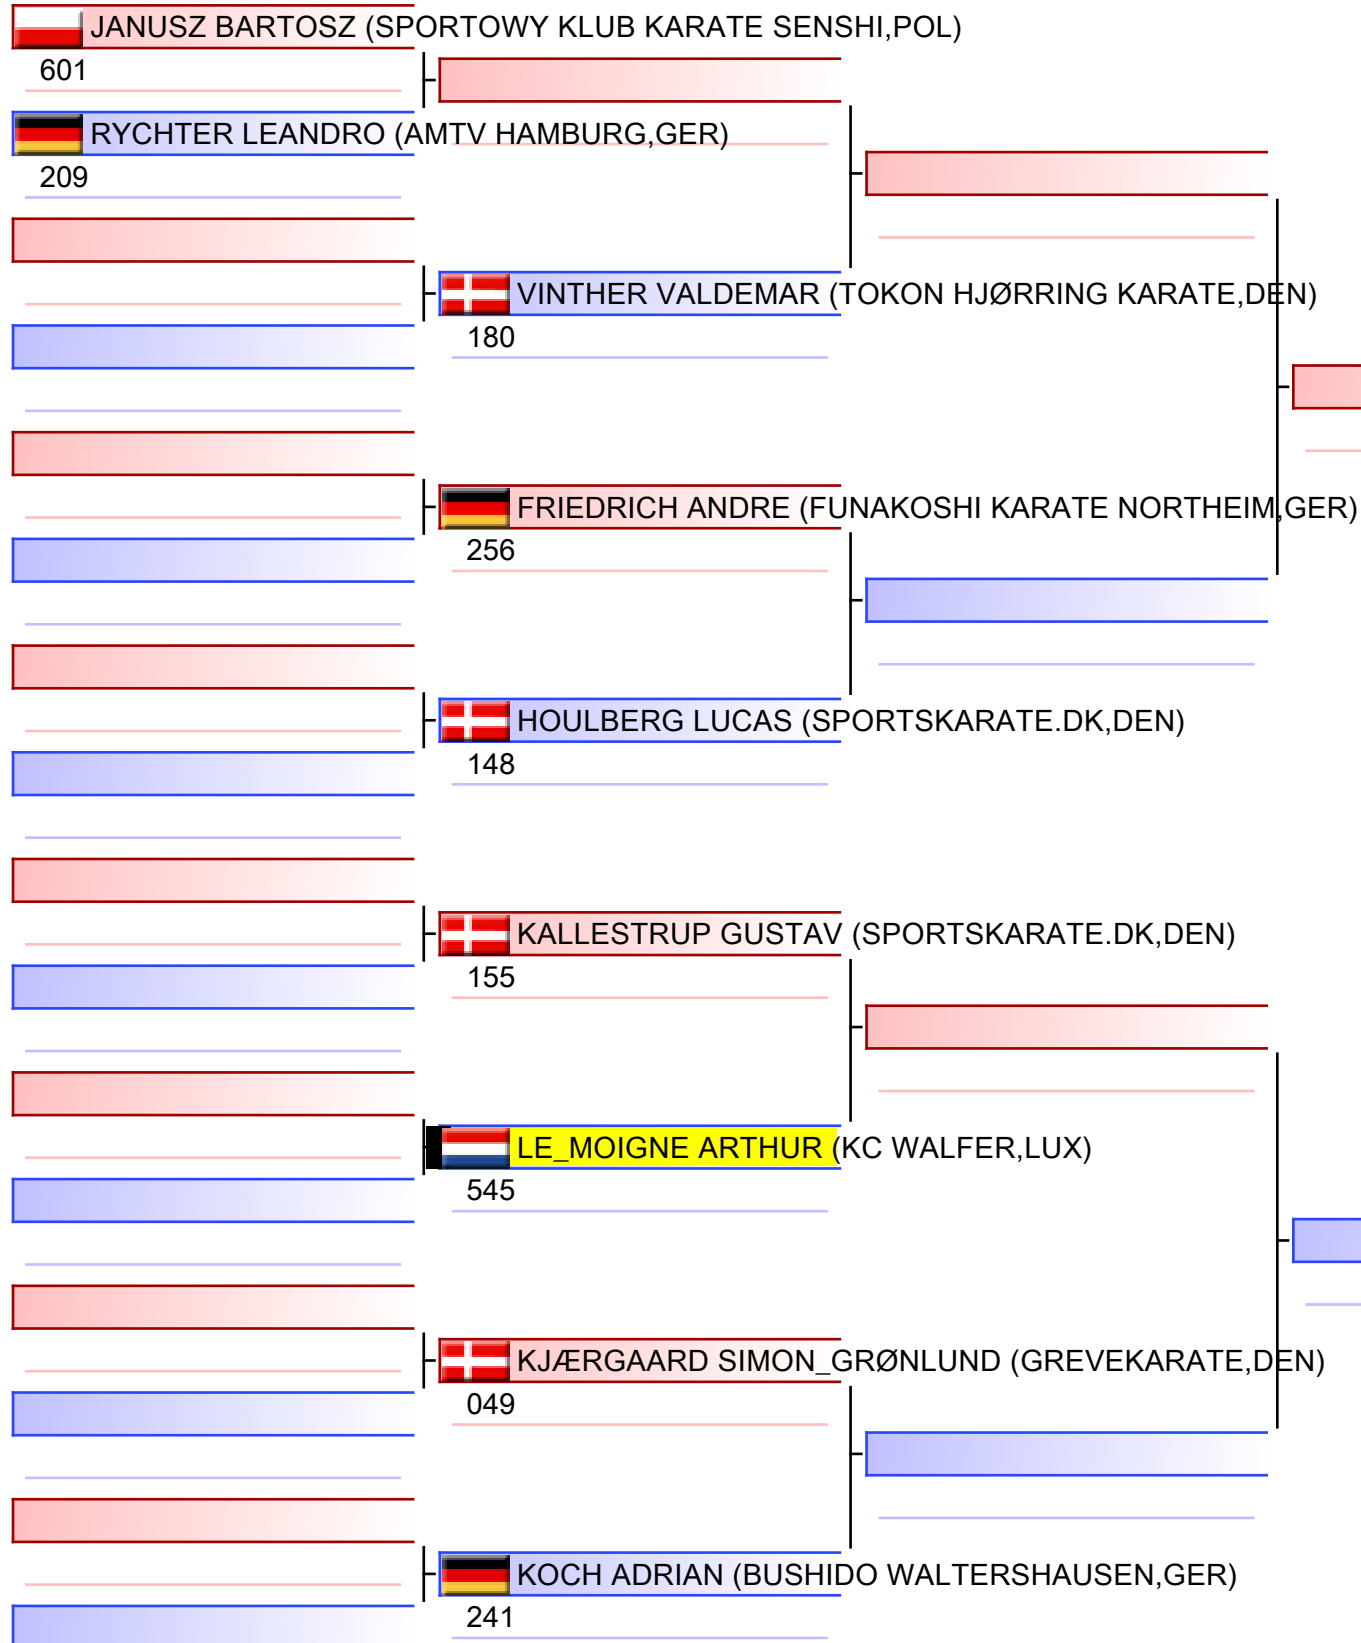 JANUSZ BARTOSZ (SPORTOWY KLUB KARATE SENSHI,POL)
601
RYCHTER LEANDRO (AMTV HAMBURG,GER)
209
VINTHER VALDEMAR (TOKON HJØRRING KARATE,DEN)
180
FRIEDRICH ANDRE (FUNAKOSHI KARATE NORTHEIM,GER)
256
HOULBERG LUCAS (SPORTSKARATE.DK,DEN)
148
KALLESTRUP GUSTAV (SPORTSKARATE.DK,DEN)
155
LE_MOIGNE ARTHUR (KC WALFER,LUX)
545
KJÆRGAARD SIMON_GRØNLUND (GREVEKARATE,DEN)
049
KOCH ADRIAN (BUSHIDO WALTERSHAUSEN,GER)
241